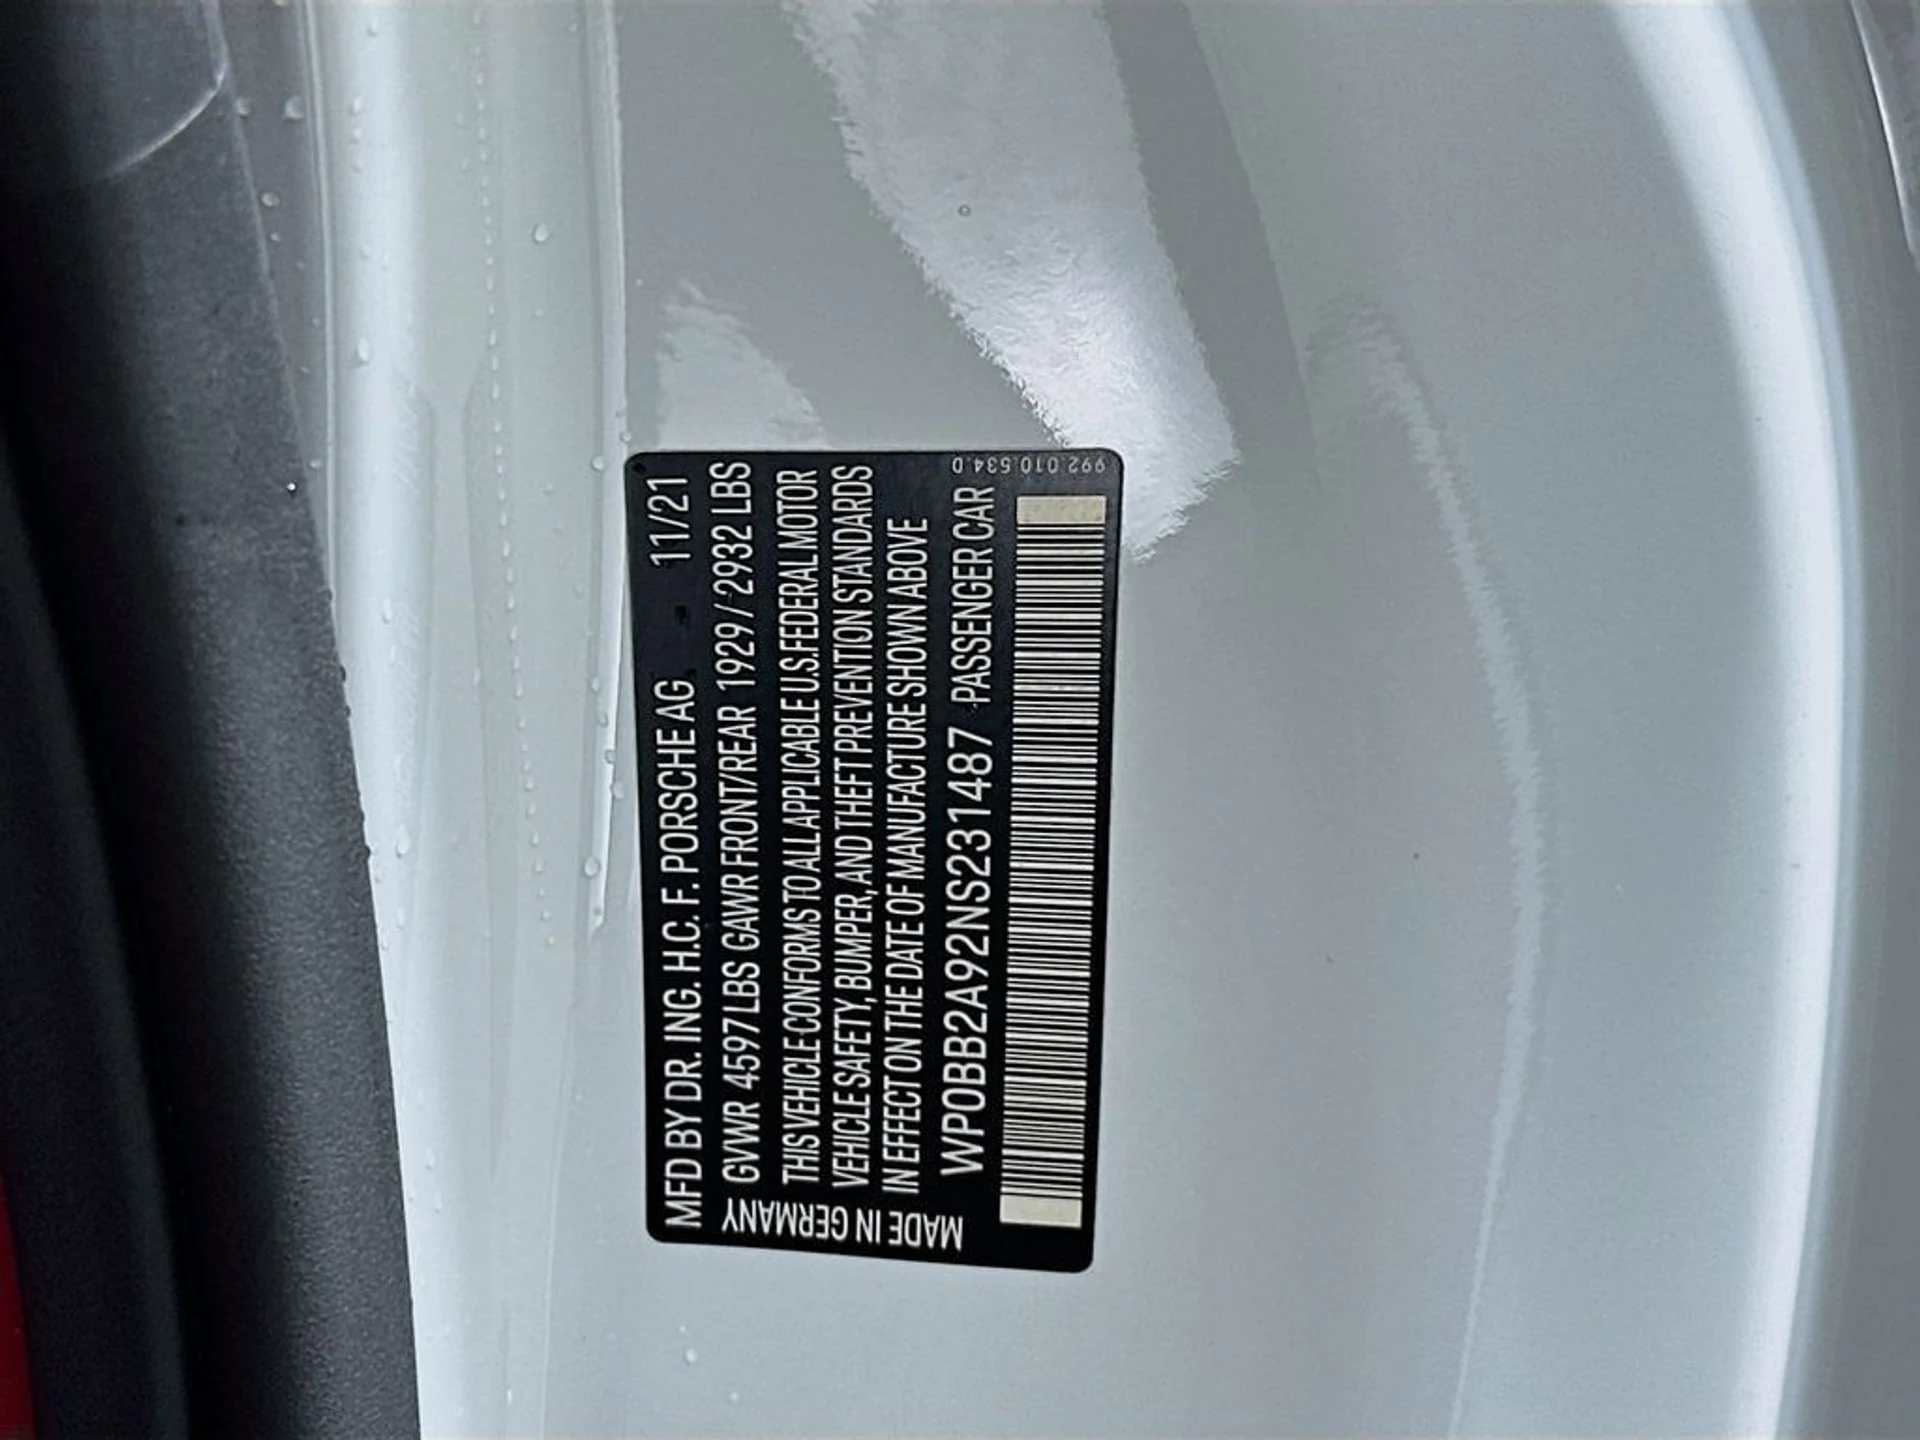 MFD BY DR. ING. H.C. F. PORSCHE AG 11/21
GVWR 4597 LBS GAWR FRONT/REAR 1929 / 2932 LBS
THIS VEHICLE CONFORMS TO ALL APPLICABLE U.S. FEDERAL MOTOR
VEHICLE SAFETY, BUMPER, AND THEFT PREVENTION STANDARDS
IN EFFECT ON THE DATE OF MANUFACTURE SHOWN ABOVE
WP0BB2A92NS231487 PASSENGER CAR
MADE IN GERMANY
992.010.534.D